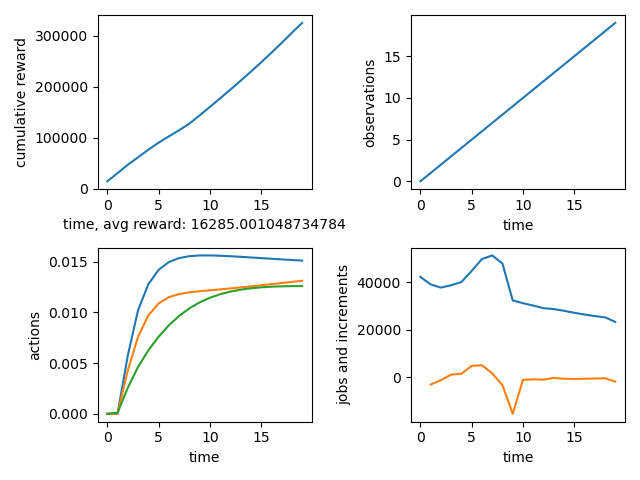 cumulative reward
300000
200000
100000
0
0 5 10 15
time, avg reward: 16285.001048734784
observations
15
10
5
0
0 5 10 15
time
actions
0.015
0.010
0.005
0.000
0 5 10 15
time
jobs and increments
40000
20000
0
0 5 10 15
time